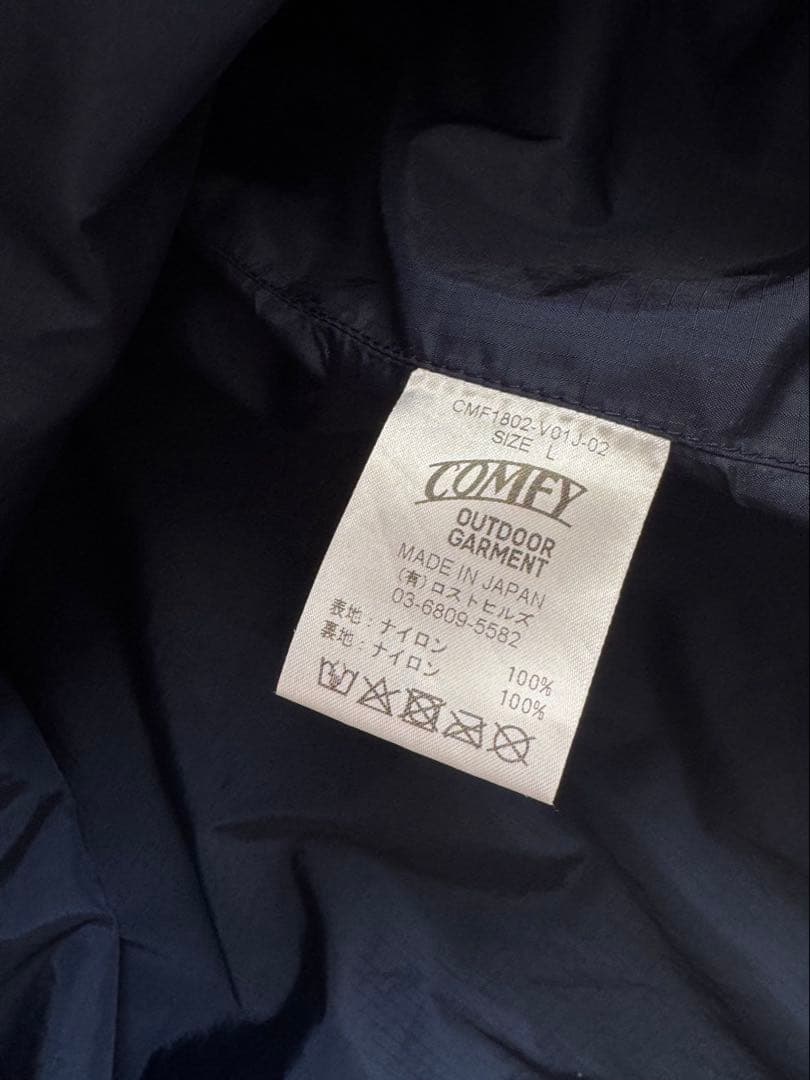 CMF1802-V01J-02
SIZE L
COMFY
OUTDOOR
GARMENT
MADE IN JAPAN
(有)ロストヒルズ
03-6809-5582
表地:ナイロン 100%
裏地:ナイロン 100%